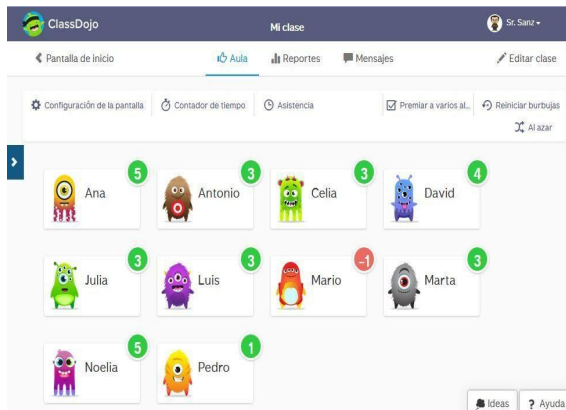 ClassDojo
Mi clase
Sr. Sanz
Pantalla de inicio
Aula
Reportes
Mensajes
Editar clase
Configuración de la pantalla
Contador de tiempo
Asistencia
Premiar a varios al...
Reiniciar burbujas
Al azar
Ana 5
Antonio 3
Celia 3
David 4
Julia 3
Luis 3
Mario -1
Marta 3
Noelia 5
Pedro 1
Ideas
? Ayuda